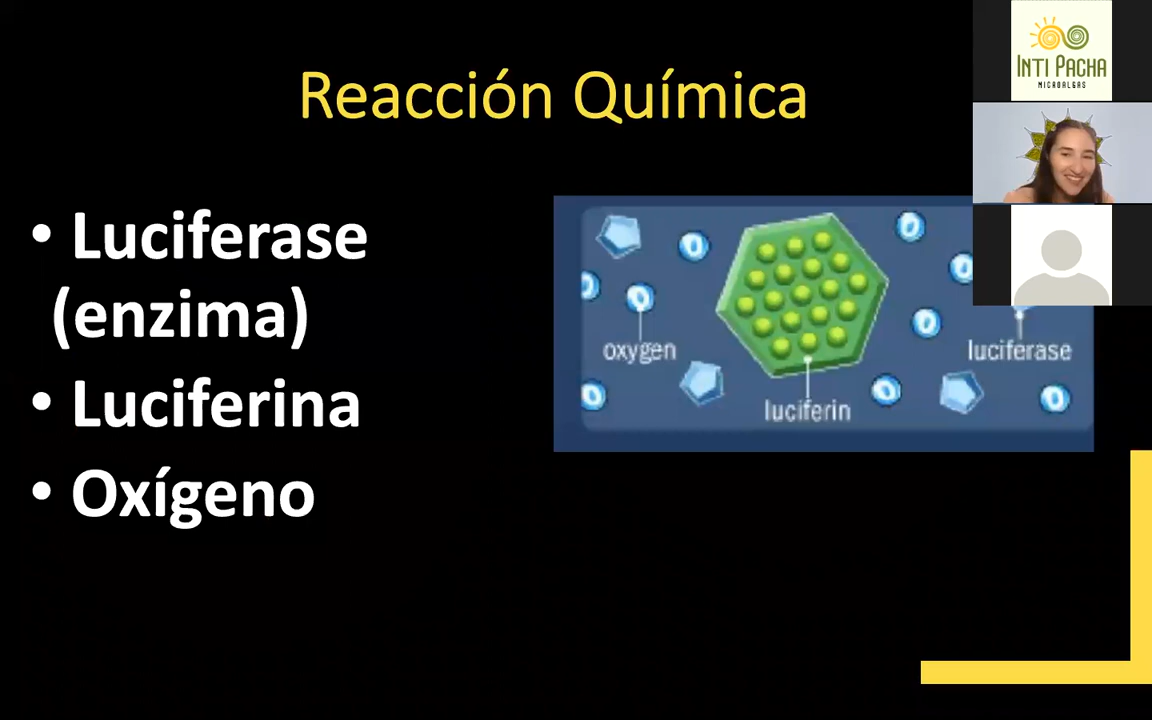 Reacción Química
• Luciferase
(enzima)
• Luciferina
• Oxígeno
oxygen
luciferin
luciferase
INTI PACHA
MICROALGAS